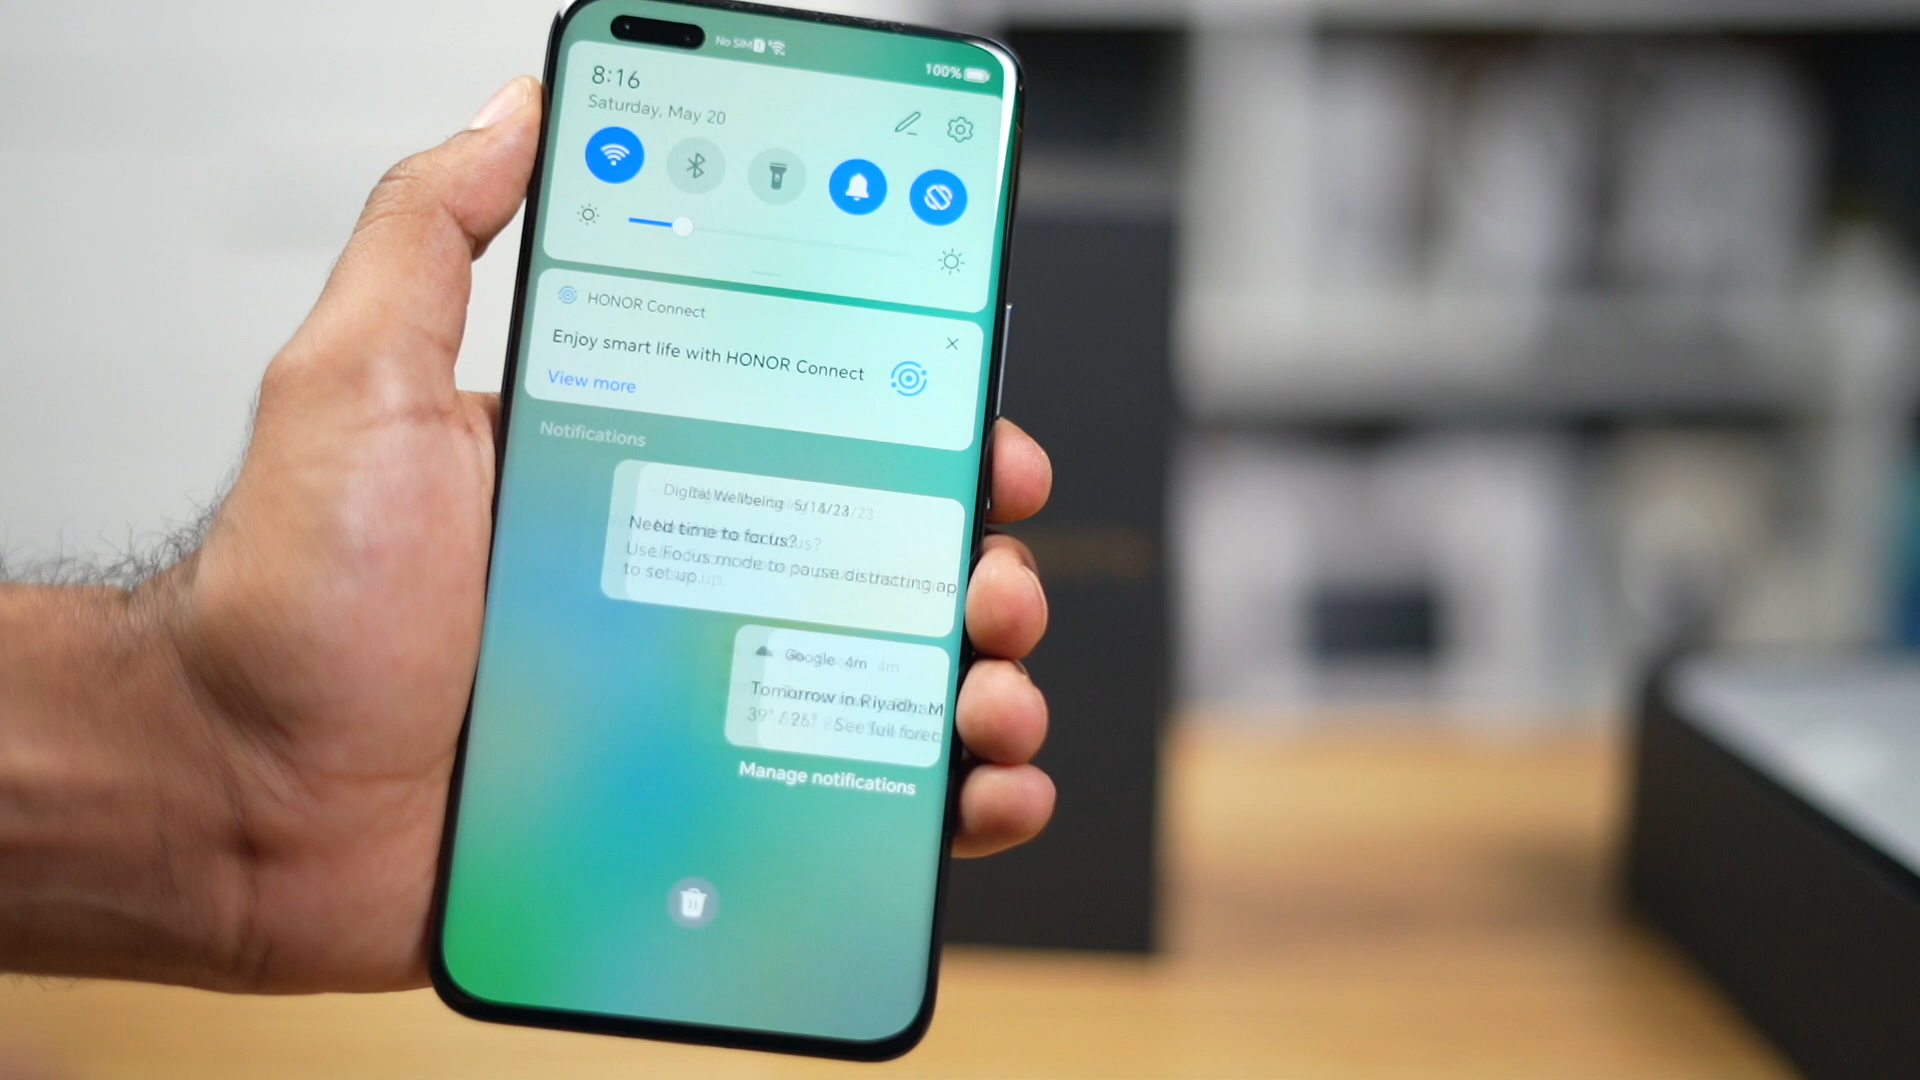 No SIM
100%
8:16
Saturday, May 20
HONOR Connect
Enjoy smart life with HONOR Connect
View more
Notifications
Digital Wellbeing 5/14/23
Need time to focus?
Use Focus mode to pause distracting ap
to set up.
Google 4m
Tomorrow in Riyadh: M
39° / 26° See full forec
Manage notifications